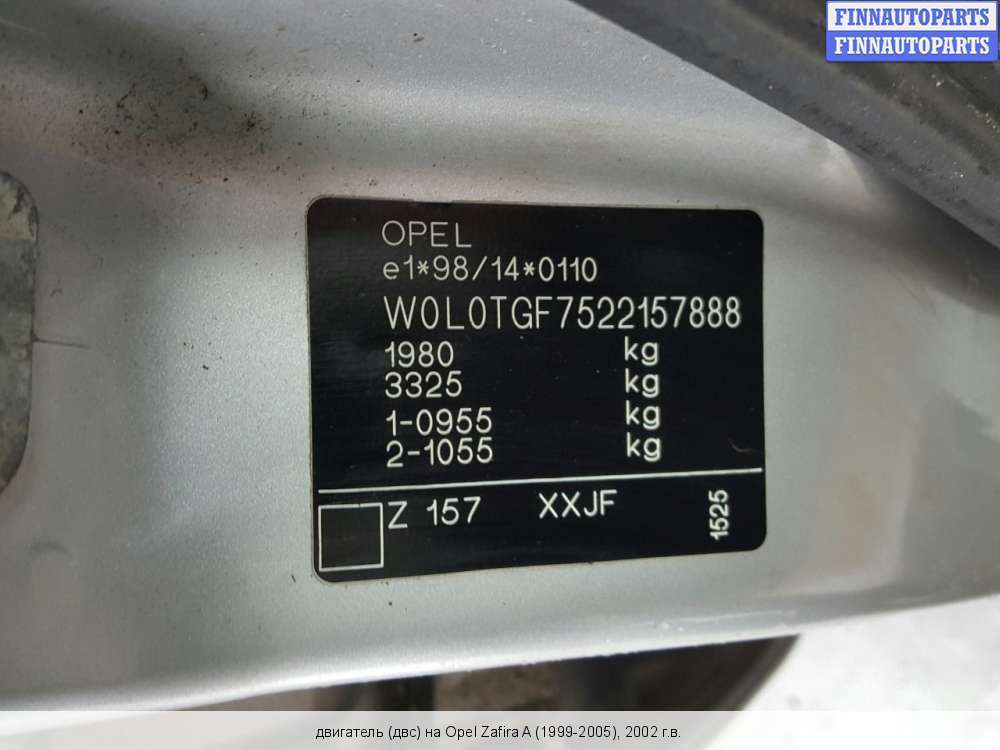 FINNAUTOPARTS
FINNAUTOPARTS
OPEL
e1*98/14*0110
W0L0TGF7522157888
1980 kg
3325 kg
1-0955 kg
2-1055 kg
Z 157 XXJF 1525
двигатель (двс) на Opel Zafira A (1999-2005), 2002 г.в.